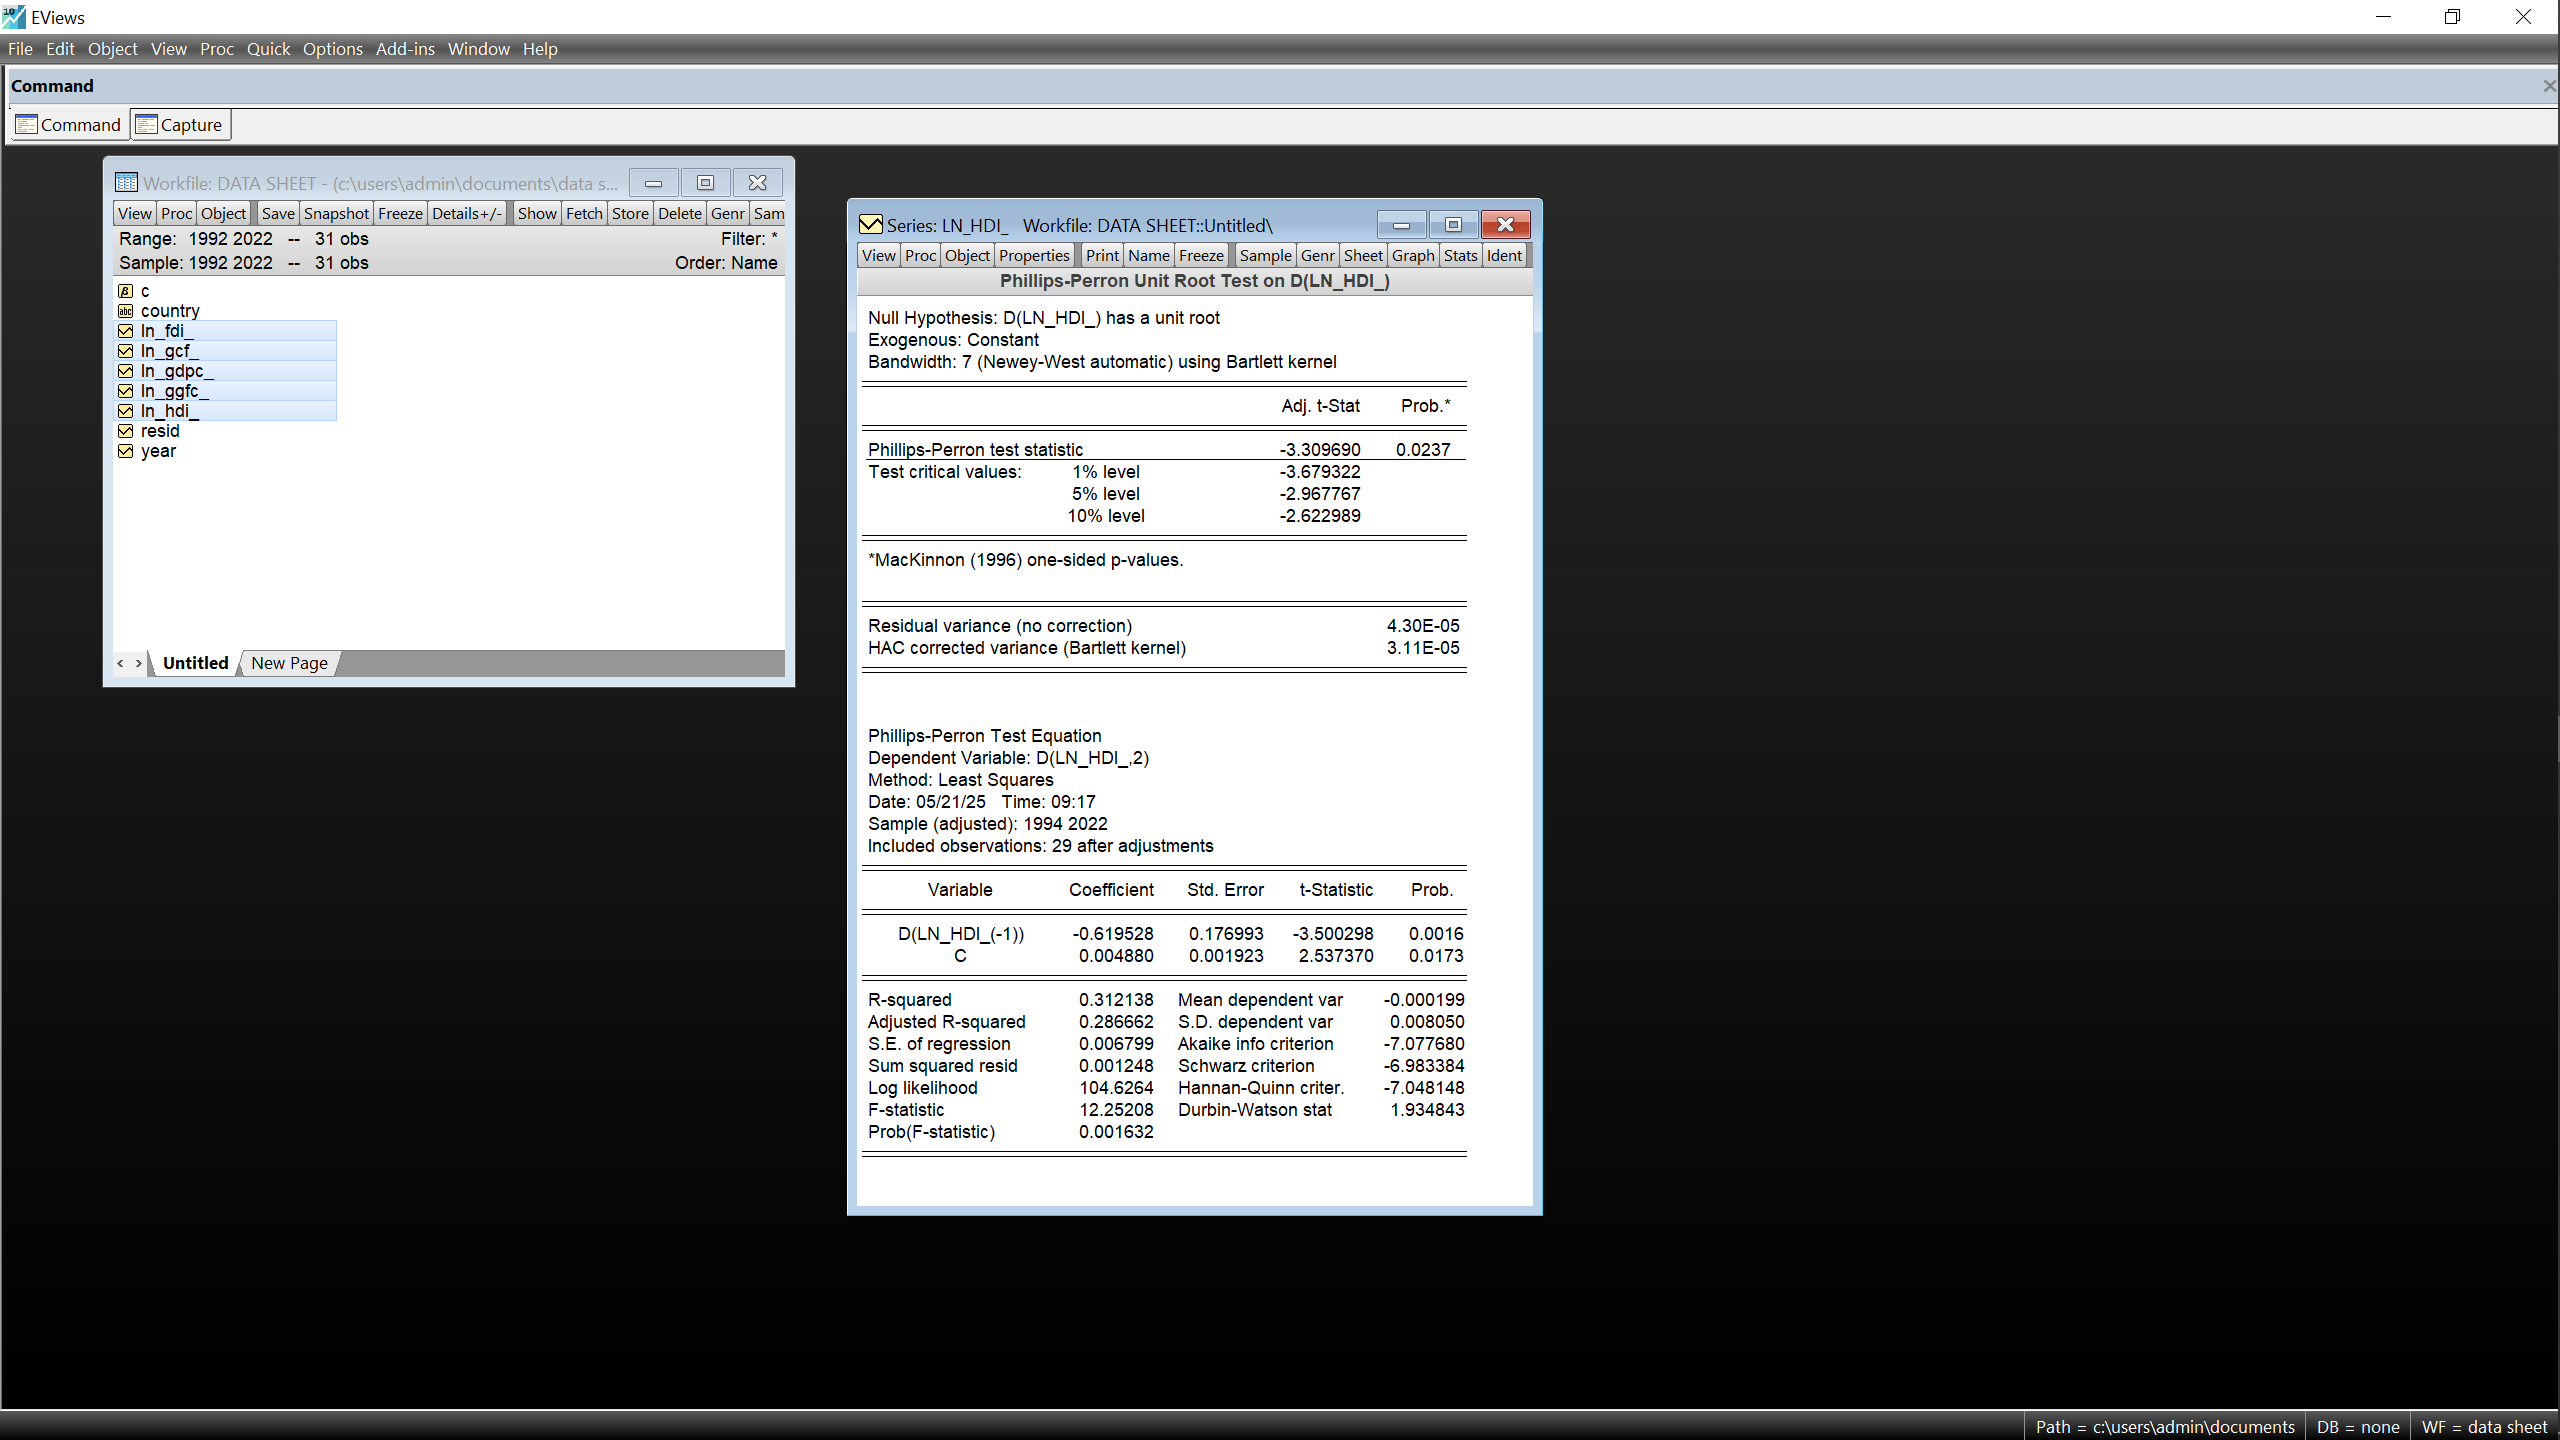 EViews
File Edit Object View Proc Quick Options Add-ins Window Help
Command
Command Capture
Workfile: DATA SHEET - (c:\users\admin\documents\data s...
View Proc Object Save Snapshot Freeze Details+/- Show Fetch Store Delete Genr Sam
Range: 1992 2022 -- 31 obs Filter: *
Sample: 1992 2022 -- 31 obs Order: Name
c
country
ln_fdi_
ln_gcf_
ln_gdpc_
ln_ggfc_
ln_hdi_
resid
year
< > Untitled New Page
Series: LN_HDI_ Workfile: DATA SHEET::Untitled\
View Proc Object Properties Print Name Freeze Sample Genr Sheet Graph Stats Ident
Phillips-Perron Unit Root Test on D(LN_HDI_)
Null Hypothesis: D(LN_HDI_) has a unit root
Exogenous: Constant
Bandwidth: 7 (Newey-West automatic) using Bartlett kernel
Adj. t-Stat Prob.*
Phillips-Perron test statistic -3.309690 0.0237
Test critical values: 1% level -3.679322
5% level -2.967767
10% level -2.622989
*MacKinnon (1996) one-sided p-values.
Residual variance (no correction) 4.30E-05
HAC corrected variance (Bartlett kernel) 3.11E-05
Phillips-Perron Test Equation
Dependent Variable: D(LN_HDI_,2)
Method: Least Squares
Date: 05/21/25 Time: 09:17
Sample (adjusted): 1994 2022
Included observations: 29 after adjustments
Variable Coefficient Std. Error t-Statistic Prob.
D(LN_HDI_(-1)) -0.619528 0.176993 -3.500298 0.0016
C 0.004880 0.001923 2.537370 0.0173
R-squared 0.312138 Mean dependent var -0.000199
Adjusted R-squared 0.286662 S.D. dependent var 0.008050
S.E. of regression 0.006799 Akaike info criterion -7.077680
Sum squared resid 0.001248 Schwarz criterion -6.983384
Log likelihood 104.6264 Hannan-Quinn criter. -7.048148
F-statistic 12.25208 Durbin-Watson stat 1.934843
Prob(F-statistic) 0.001632
Path = c:\users\admin\documents DB = none WF = data sheet